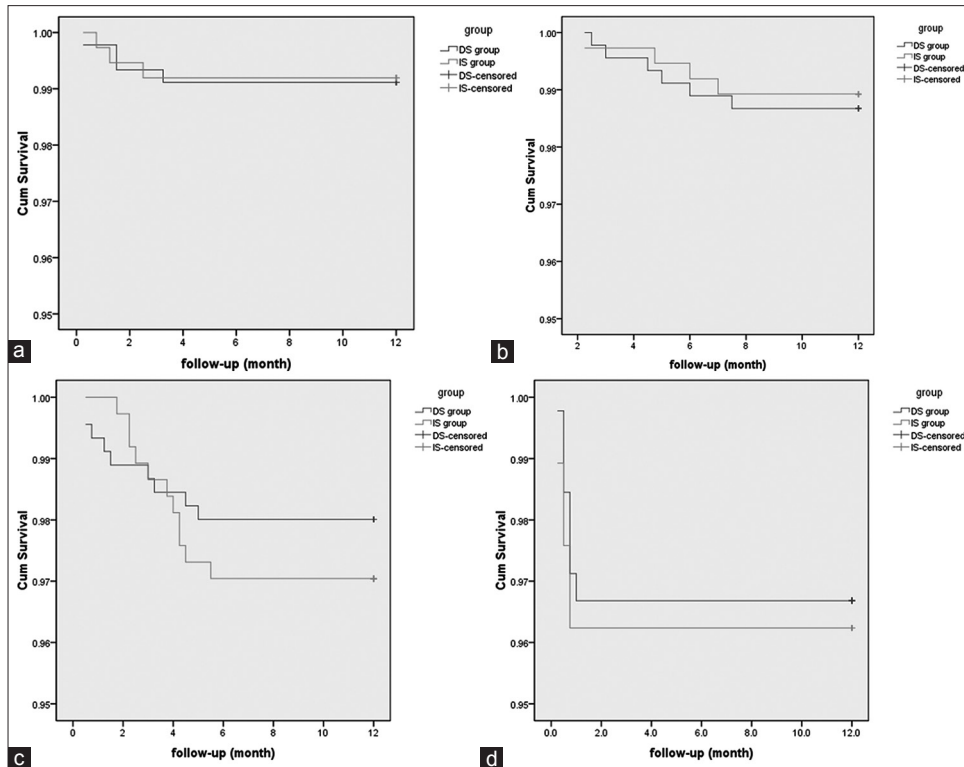 group
DS group
IS group
DS-censored
IS-censored
1.00
0.99
0.98
0.97
0.96
0.95
Cum Survival
0 2 4 6 8 10 12
follow-up (month)
a
group
DS group
IS group
DS-censored
IS-censored
1.00
0.99
0.98
0.97
0.96
0.95
Cum Survival
2 4 6 8 10 12
follow-up (month)
b
group
DS group
IS group
DS-censored
IS-censored
1.00
0.99
0.98
0.97
0.96
0.95
Cum Survival
0 2 4 6 8 10 12
follow-up (month)
c
group
DS group
IS group
DS-censored
IS-censored
1.00
0.99
0.98
0.97
0.96
0.95
Cum Survival
0.0 2.0 4.0 6.0 8.0 10.0 12.0
follow-up (month)
d